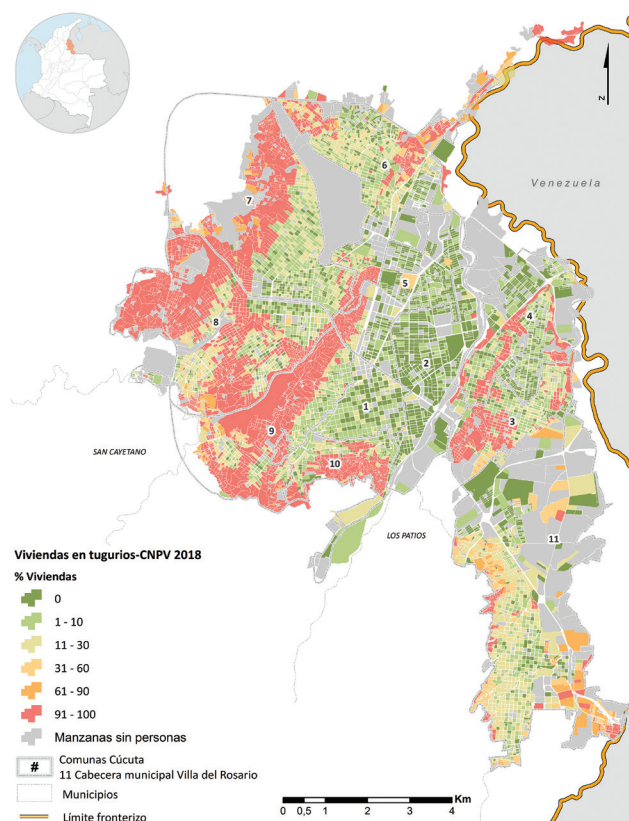 N
Venezuela
6
7
5
4
8
2
1
3
9
10
SAN CAYETANO
LOS PATIOS
11
Viviendas en tugurios-CNPV 2018
% Viviendas
0
1 - 10
11 - 30
31 - 60
61 - 90
91 - 100
Manzanas sin personas
# Comunas Cúcuta
11 Cabecera municipal Villa del Rosario
Municipios
Límite fronterizo
Km
0 0,5 1 2 3 4